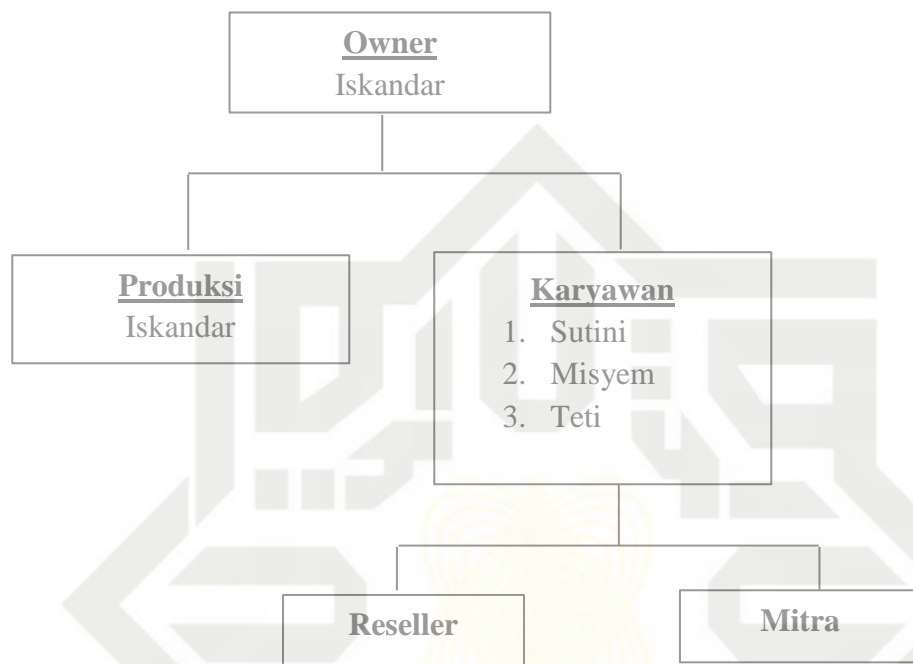 Owner
Iskandar
Produksi
Iskandar
Karyawan
1. Sutini
2. Misyem
3. Teti
Reseller
Mitra